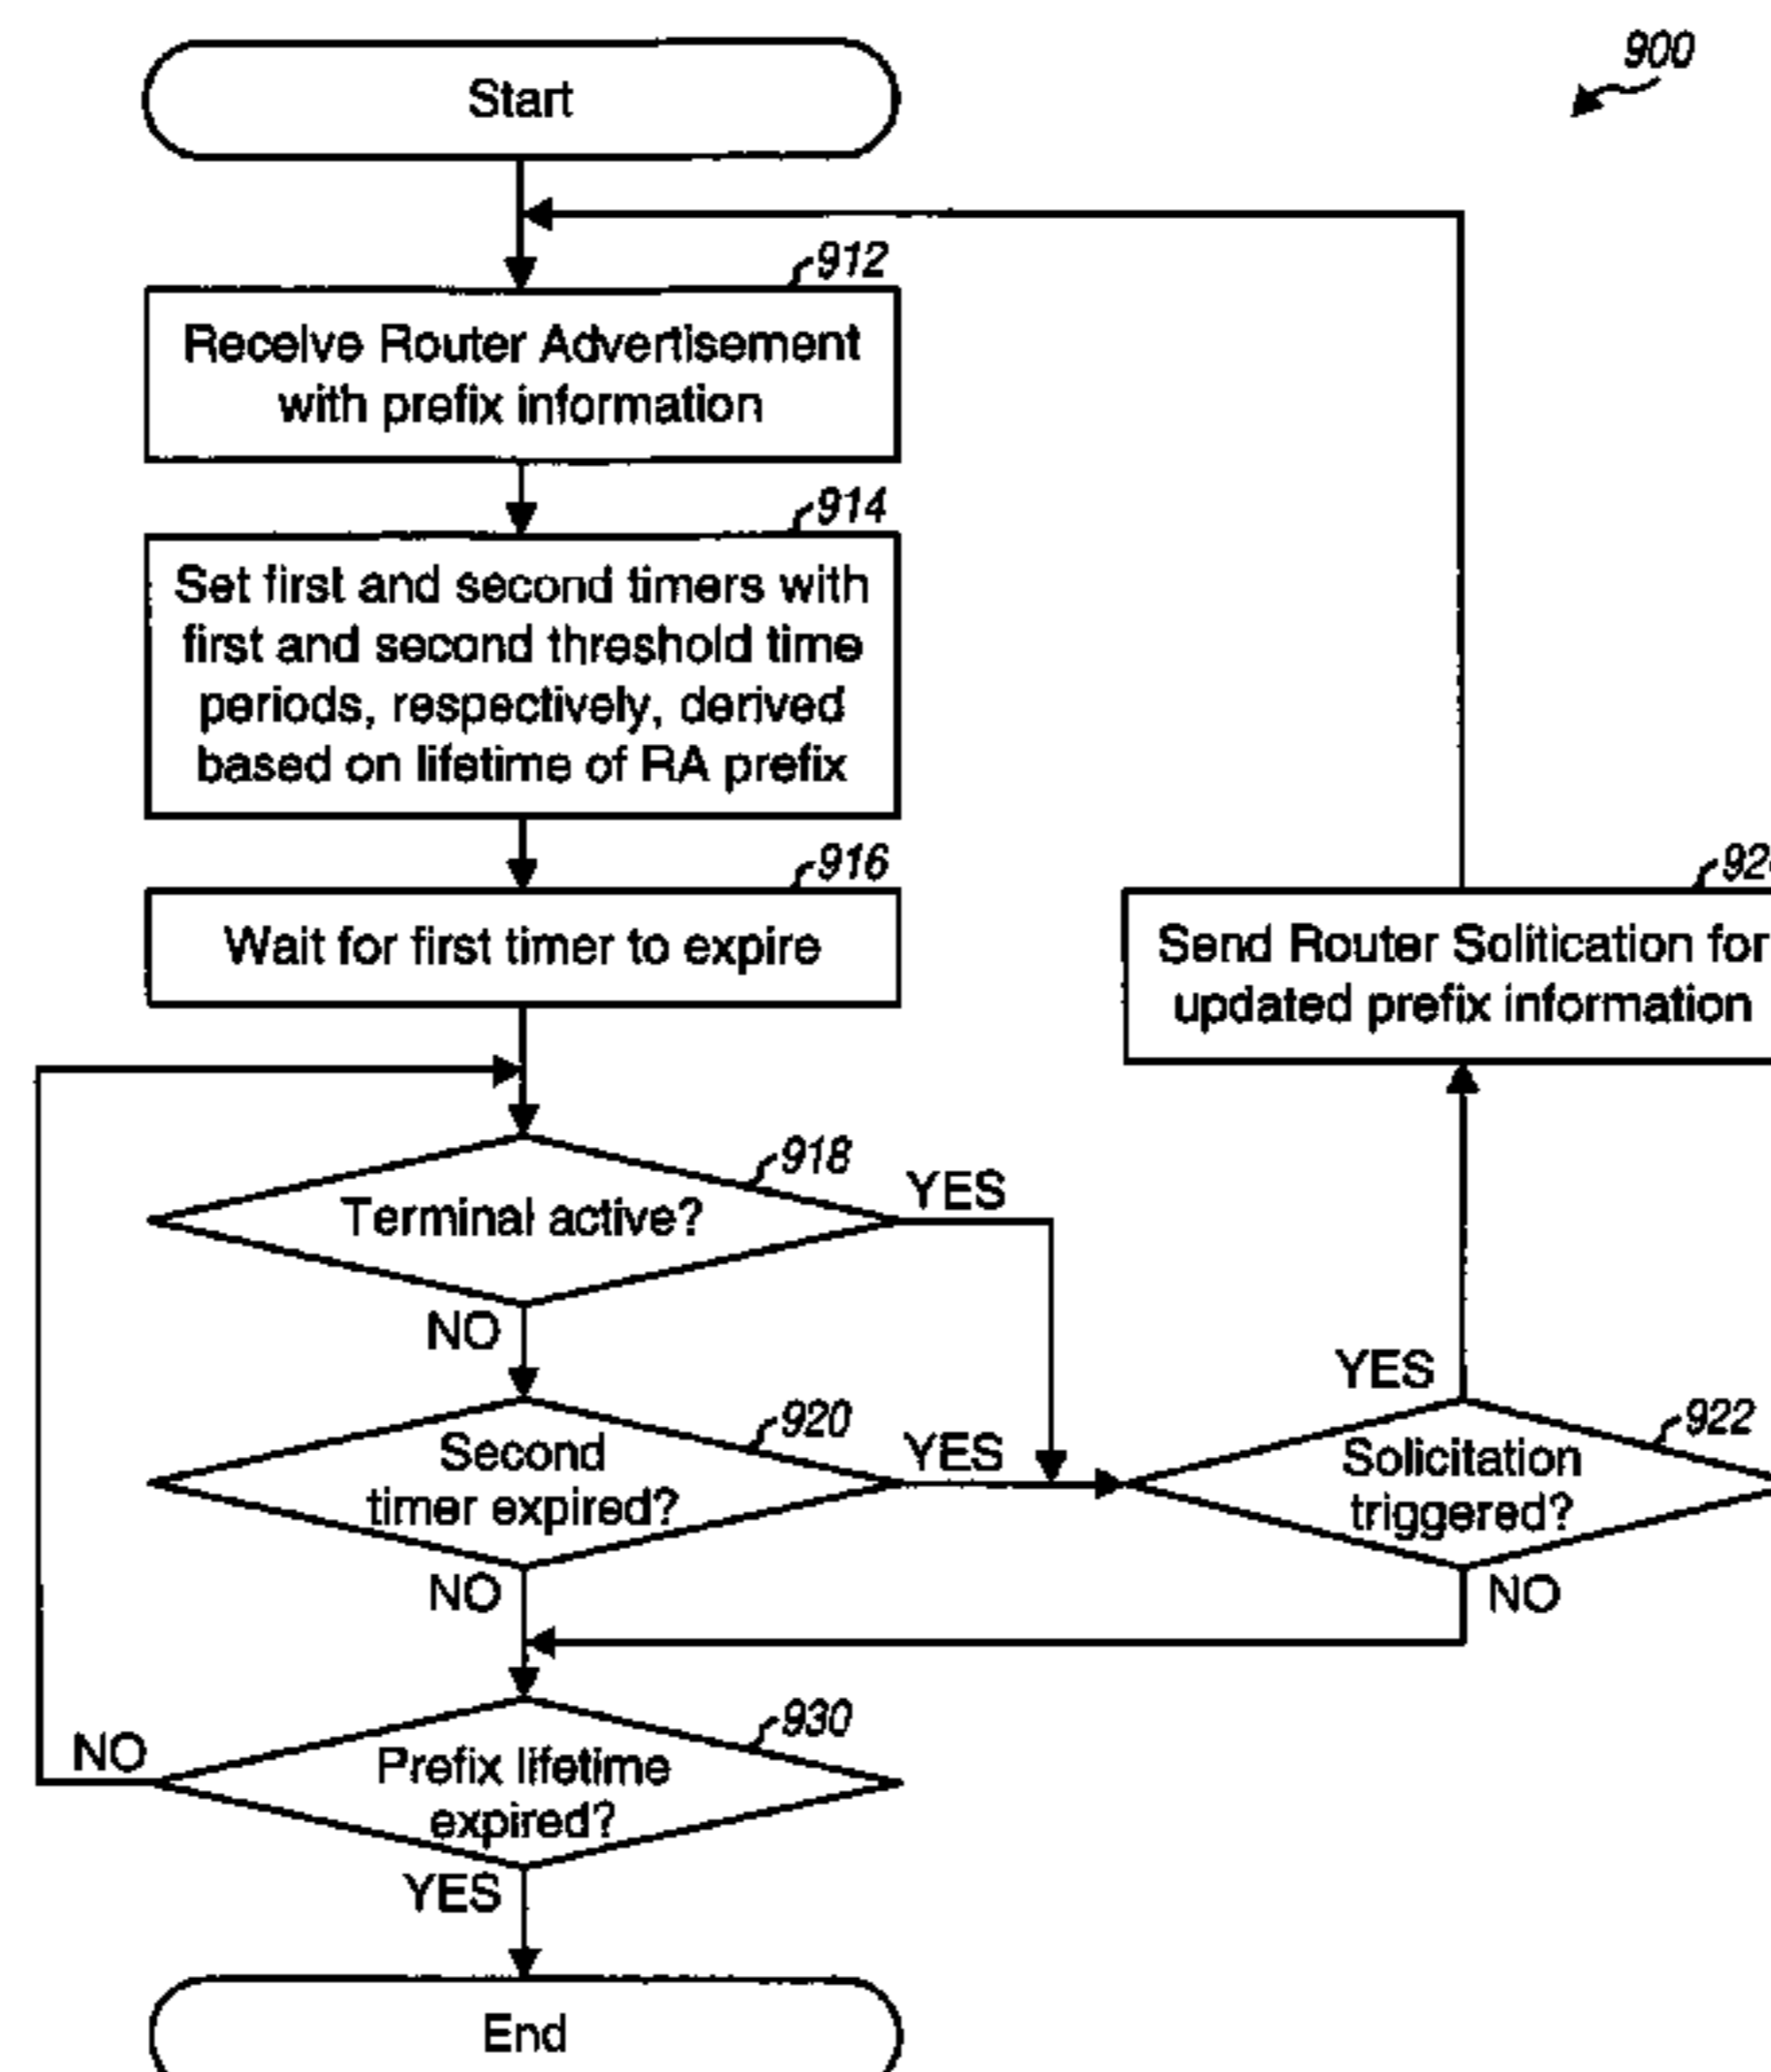 900
Start
912
Receive Router Advertisement
with prefix information
914
Set first and second timers with
first and second threshold time
periods, respectively, derived
based on lifetime of RA prefix
916
Wait for first timer to expire
Send Router Solitication for
updated prefix information
918
Terminal active?
YES
NO
920
Second
timer expired?
YES
NO
922
Solicitation
triggered?
YES
NO
930
Prefix lifetime
expired?
NO
YES
End